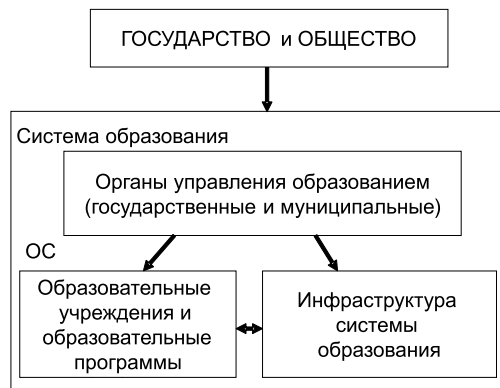 ГОСУДАРСТВО и ОБЩЕСТВО
Система образования
Органы управления образованием
(государственные и муниципальные)
ОС
Образовательные
учреждения и
образовательные
программы
Инфраструктура
системы
образования